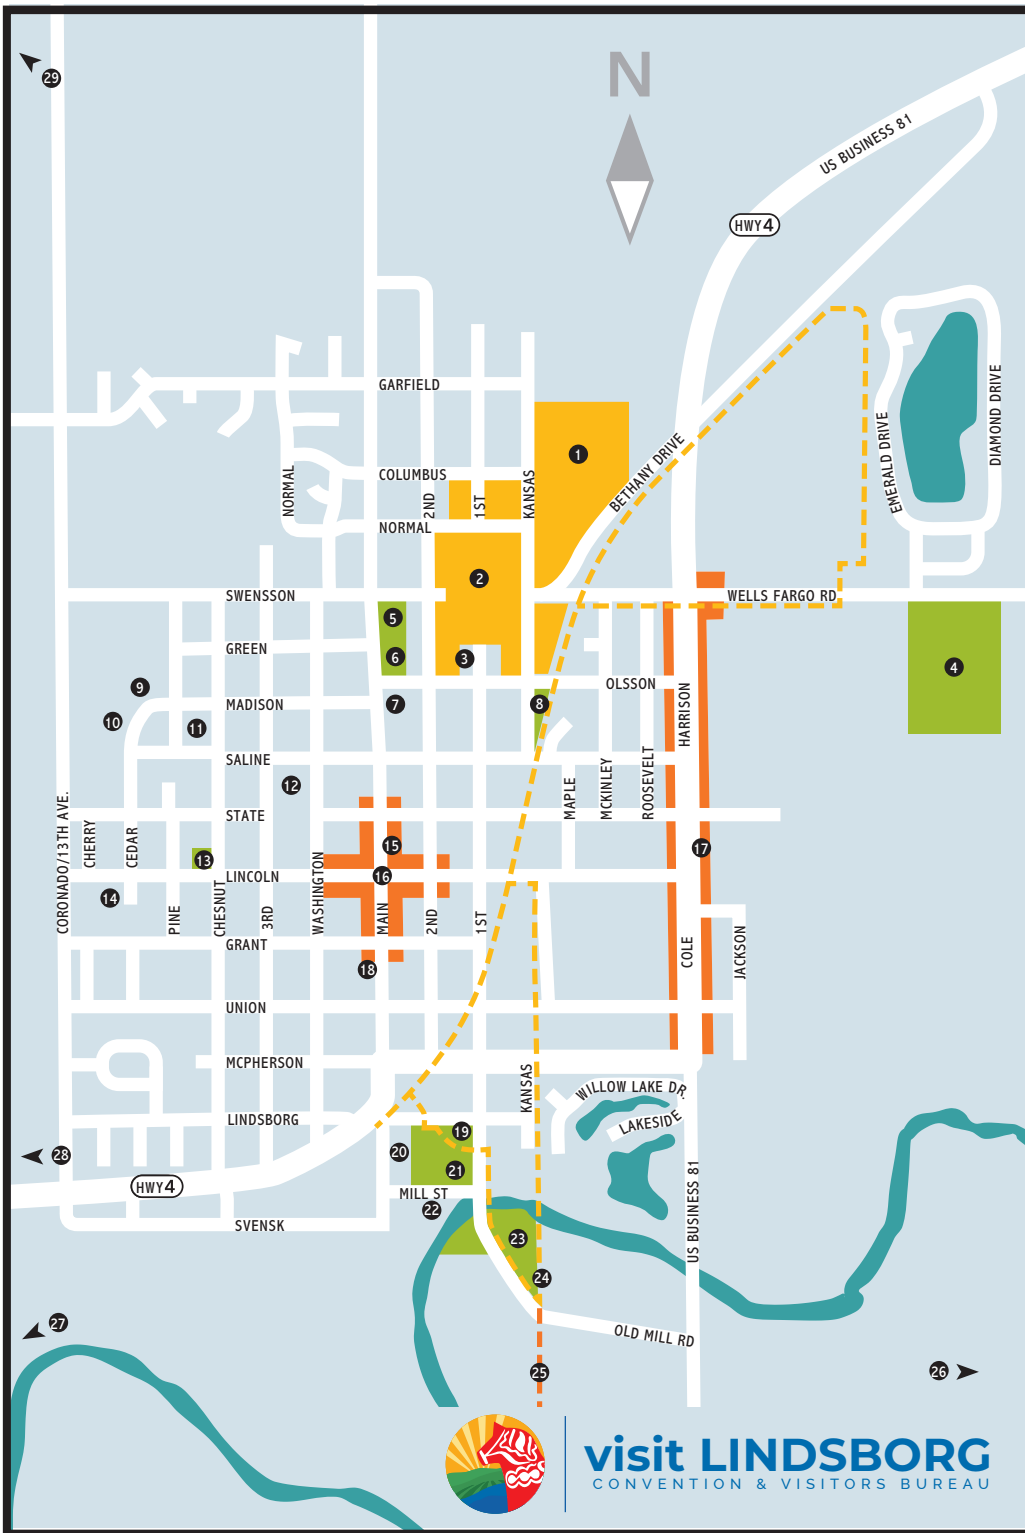 29
N
US BUSINESS 81
HWY4
GARFIELD
COLUMBUS
NORMAL
2ND
1ST
KANSAS
NORMAL
1
BETHANY DRIVE
EMERALD DRIVE
DIAMOND DRIVE
2
SWENSSON
WELLS FARGO RD
5
GREEN
6
3
4
OLSSON
9
MADISON
7
8
HARRISON
10
11
SALINE
12
MAPLE
MCKINLEY
ROOSEVELT
CORONADO/13TH AVE.
CHERRY
CEDAR
STATE
15
17
13
LINCOLN
16
14
PINE
CHESNUT
3RD
WASHINGTON
MAIN
2ND
1ST
GRANT
COLE
JACKSON
18
UNION
MCPHERSON
KANSAS
WILLOW LAKE DR.
LINDSBORG
LAKESIDE
19
20
28
21
HWY4
MILL ST
22
US BUSINESS 81
SVENSK
23
24
27
OLD MILL RD
25
26
visit LINDSBORG
CONVENTION & VISITORS BUREAU